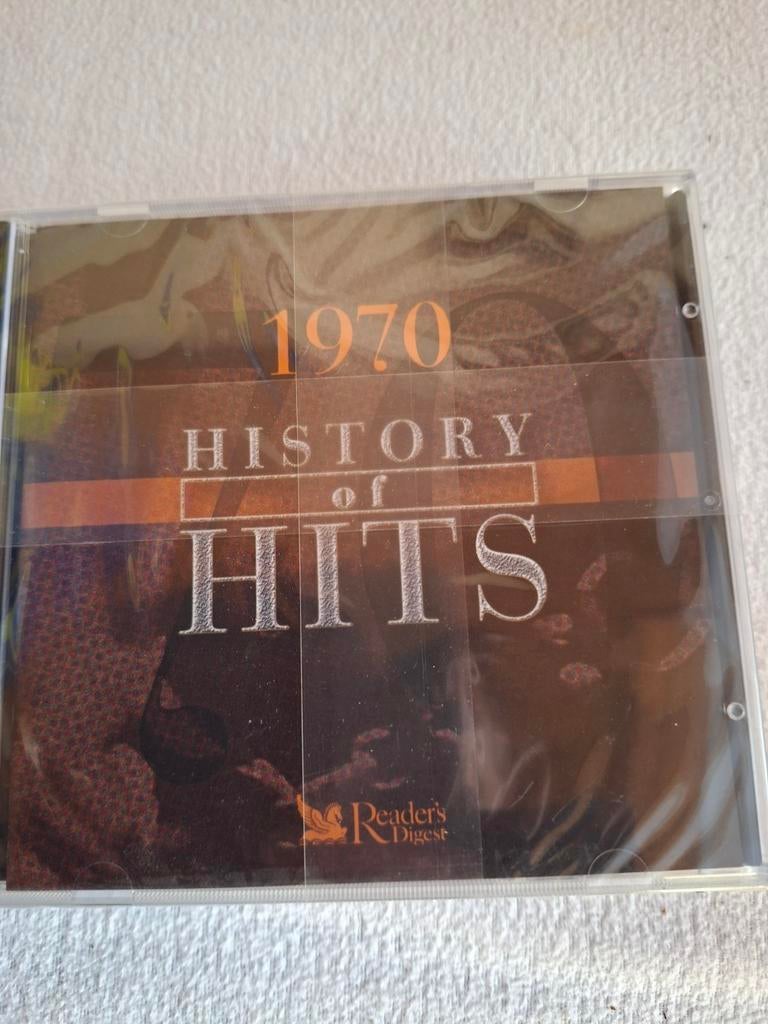 1970
HISTORY
of
HITS
Reader's
Digest